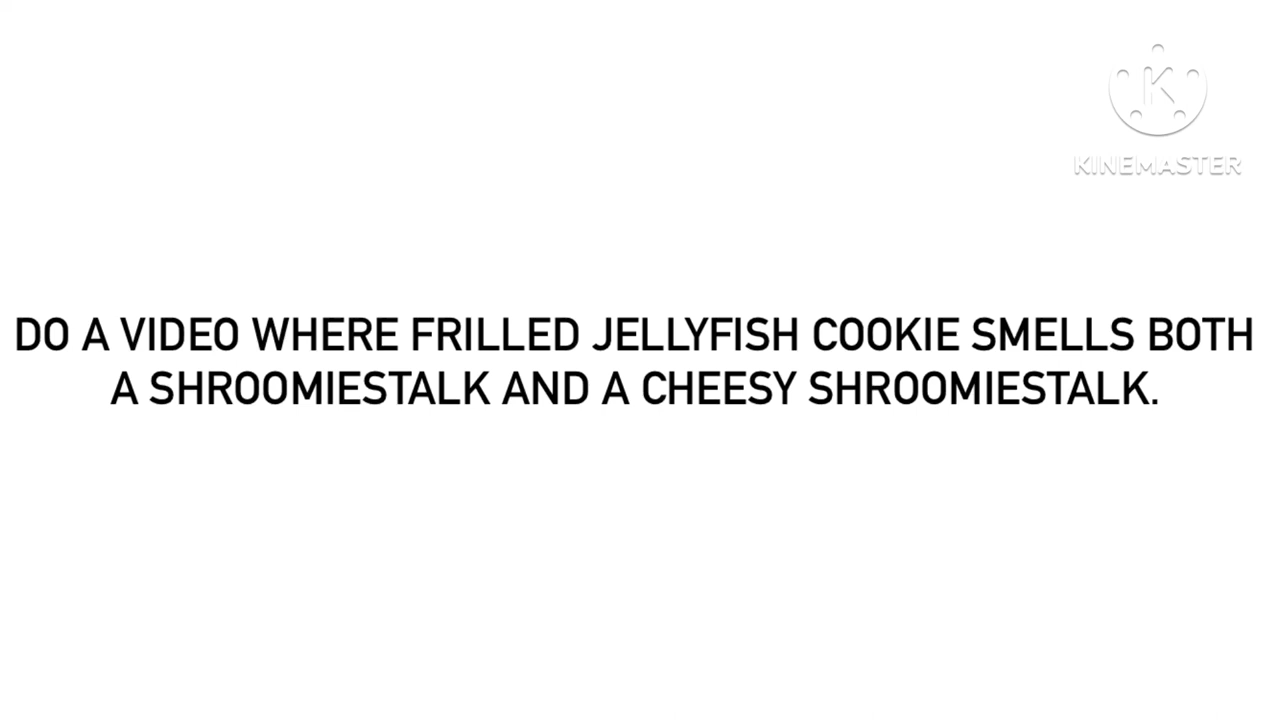 KINEMASTER
DO A VIDEO WHERE FRILLED JELLYFISH COOKIE SMELLS BOTH
A SHROOMIESTALK AND A CHEESY SHROOMIESTALK.